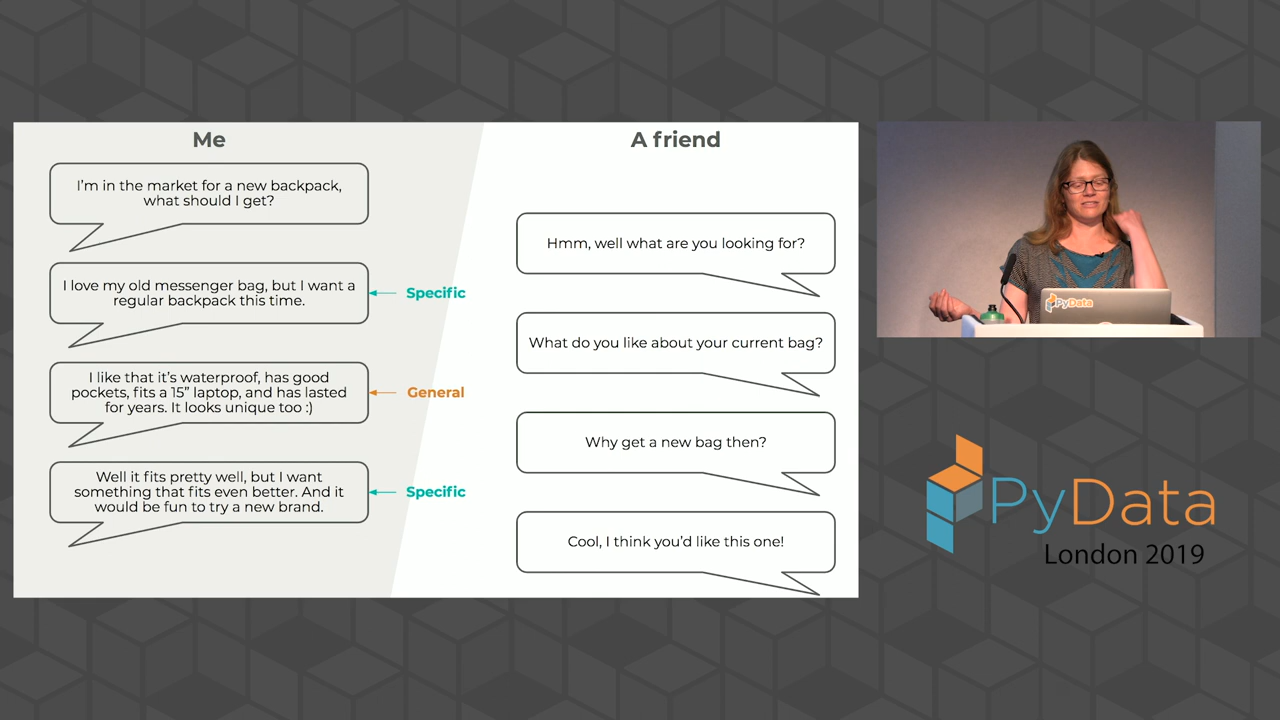 Me
A friend
I'm in the market for a new backpack,
what should I get?
Hmm, well what are you looking for?
I love my old messenger bag, but I want a
regular backpack this time.
Specific
What do you like about your current bag?
I like that it's waterproof, has good
pockets, fits a 15” laptop, and has lasted
for years. It looks unique too :)
General
Why get a new bag then?
Well it fits pretty well, but I want
something that fits even better. And it
would be fun to try a new brand.
Specific
Cool, I think you'd like this one!
PyData
PyData
London 2019